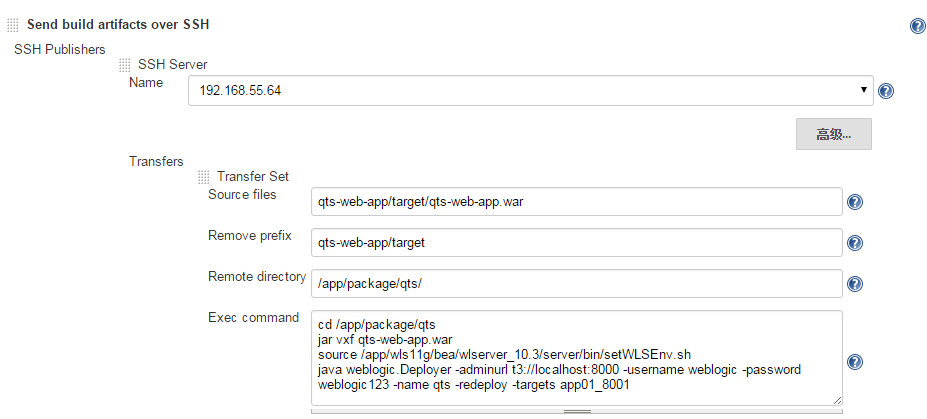 Send build artifacts over SSH
SSH Publishers
SSH Server
Name
192.168.55.64
高级...
Transfers
Transfer Set
Source files
qts-web-app/target/qts-web-app.war
Remove prefix
qts-web-app/target
Remote directory
/app/package/qts/
Exec command
cd /app/package/qts
jar vxf qts-web-app.war
source /app/wls11g/bea/wlserver_10.3/server/bin/setWLSEnv.sh
java weblogic.Deployer -adminurl t3://localhost:8000 -username weblogic -password
weblogic123 -name qts -redeploy -targets app01_8001